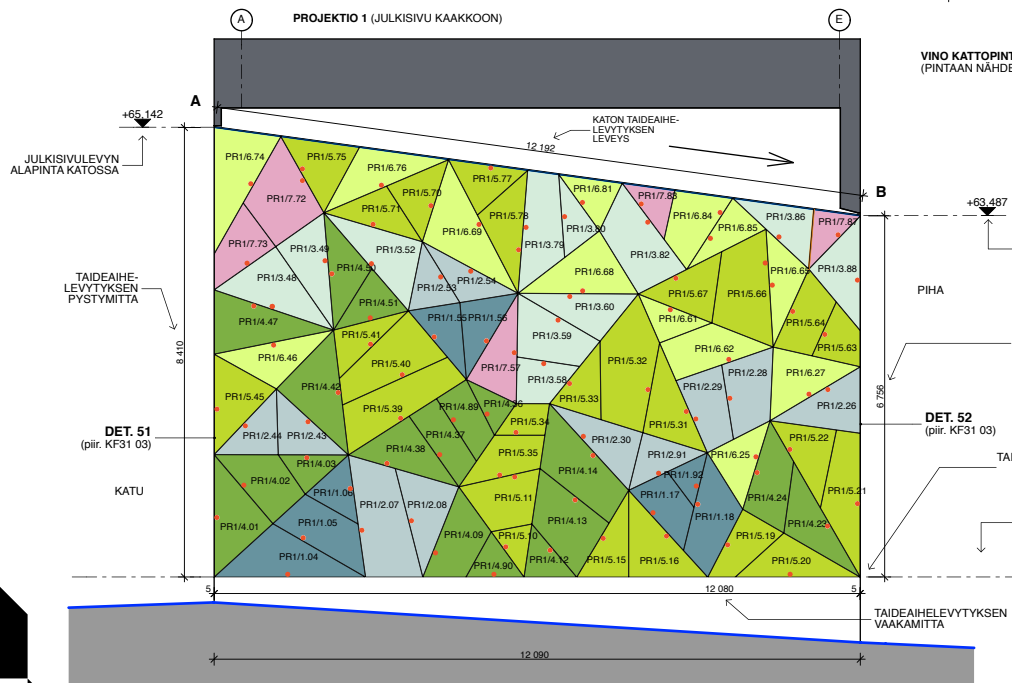 A
PROJEKTIO 1 (JULKISIVU KAAKKOON)
E
VINO KATTOPINT
(PINTAAN NÄHDE
A
+65.142
KATON TAIDEAIHE-
LEVYTYKSEN
LEVEYS
12 192
JULKISIVULEVYN
ALAPINTA KATOSSA
B
+63.487
PR1/6.74
PR1/5.75
PR1/6.76
PR1/5.77
PR1/7.72
PR1/5.70
PR1/5.71
PR1/6.69
PR1/5.78
PR1/6.81
PR1/7.83
PR1/3.80
PR1/6.84
PR1/6.85
PR1/3.86
PR1/7.87
PR1/7.73
PR1/3.49
PR1/3.52
PR1/3.79
PR1/3.82
PR1/3.48
PR1/4.50
PR1/2.53
PR1/2.54
PR1/6.68
PR1/6.65
PR1/3.88
TAIDEAIHE-
LEVYTYKSEN
PYSTYMITTA
PIHA
PR1/4.47
PR1/4.51
PR1/1.55
PR1/1.56
PR1/3.60
PR1/5.67
PR1/5.66
PR1/6.61
PR1/5.64
PR1/5.41
PR1/3.59
PR1/5.63
PR1/6.46
PR1/5.40
PR1/7.57
PR1/5.32
PR1/6.62
8 410
PR1/4.42
PR1/3.58
PR1/2.29
PR1/2.28
PR1/6.27
PR1/5.45
PR1/5.39
PR1/4.89
PR1/4.36
PR1/5.33
PR1/2.26
6 756
DET. 51
(piir. KF31 03)
PR1/2.44
PR1/2.43
PR1/4.37
PR1/5.34
PR1/5.31
DET. 52
(piir. KF31 03)
PR1/4.38
PR1/5.35
PR1/2.30
PR1/2.91
PR1/6.25
PR1/5.22
PR1/4.03
PR1/4.02
PR1/4.14
PR1/1.92
KATU
PR1/1.06
PR1/2.07
PR1/2.08
PR1/5.11
PR1/1.17
PR1/4.24
PR1/5.21
PR1/4.01
PR1/1.05
PR1/4.13
PR1/1.18
PR1/4.23
PR1/4.09
PR1/5.10
PR1/5.19
PR1/1.04
PR1/4.90
PR1/4.12
PR1/5.15
PR1/5.16
PR1/5.20
5
12 080
5
TAIDEAIHELEVYTYKSEN
VAAKAMITTA
12 090